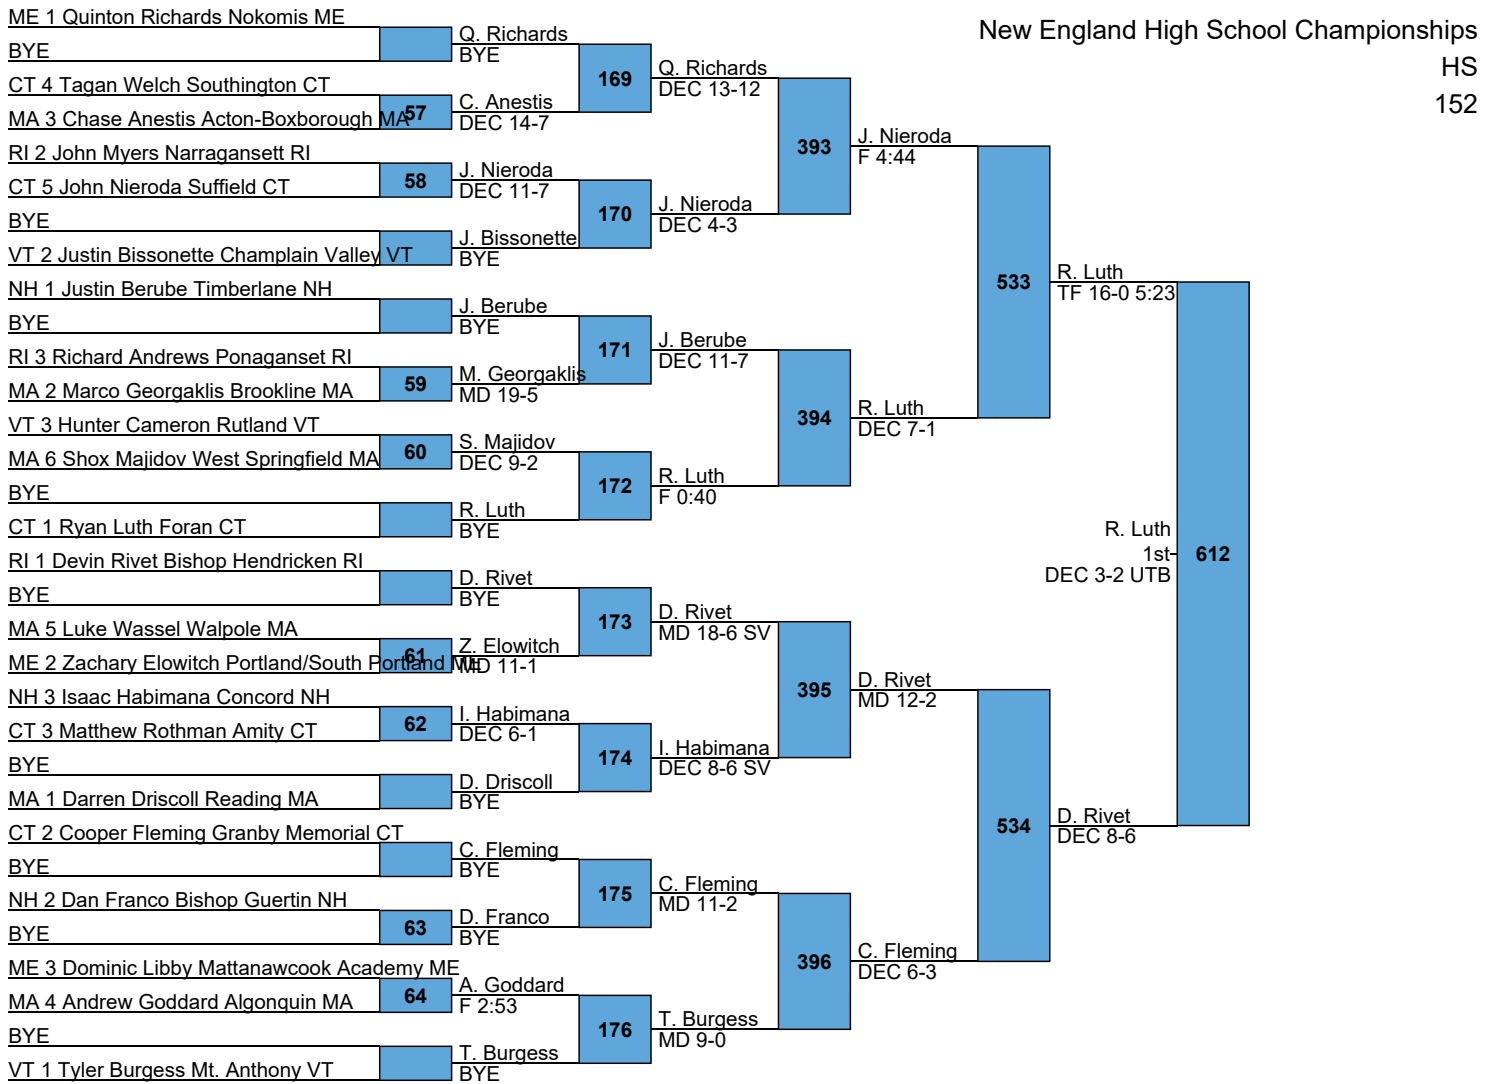 New England High School Championships
HS
152
ME 1 Quinton Richards Nokomis ME
BYE
CT 4 Tagan Welch Southington CT
MA 3 Chase Anestis Acton-Boxborough MA
RI 2 John Myers Narragansett RI
CT 5 John Nieroda Suffield CT
BYE
VT 2 Justin Bissonette Champlain Valley VT
NH 1 Justin Berube Timberlane NH
BYE
RI 3 Richard Andrews Ponaganset RI
MA 2 Marco Georgaklis Brookline MA
VT 3 Hunter Cameron Rutland VT
MA 6 Shox Majidov West Springfield MA
BYE
CT 1 Ryan Luth Foran CT
RI 1 Devin Rivet Bishop Hendricken RI
BYE
MA 5 Luke Wassel Walpole MA
ME 2 Zachary Elowitch Portland/South Portland ME
NH 3 Isaac Habimana Concord NH
CT 3 Matthew Rothman Amity CT
BYE
MA 1 Darren Driscoll Reading MA
CT 2 Cooper Fleming Granby Memorial CT
BYE
NH 2 Dan Franco Bishop Guertin NH
BYE
ME 3 Dominic Libby Mattanawcook Academy ME
MA 4 Andrew Goddard Algonquin MA
BYE
VT 1 Tyler Burgess Mt. Anthony VT
57
58
59
60
61
62
63
64
Q. Richards
BYE
C. Anestis
DEC 14-7
J. Nieroda
DEC 11-7
J. Bissonette
BYE
J. Berube
BYE
M. Georgaklis
MD 19-5
S. Majidov
DEC 9-2
R. Luth
BYE
D. Rivet
BYE
Z. Elowitch
MD 11-1
I. Habimana
DEC 6-1
D. Driscoll
BYE
C. Fleming
BYE
D. Franco
BYE
A. Goddard
F 2:53
T. Burgess
BYE
169
170
171
172
173
174
175
176
Q. Richards
DEC 13-12
J. Nieroda
DEC 4-3
J. Berube
DEC 11-7
R. Luth
F 0:40
D. Rivet
MD 18-6 SV
I. Habimana
DEC 8-6 SV
C. Fleming
MD 11-2
T. Burgess
MD 9-0
393
394
395
396
J. Nieroda
F 4:44
R. Luth
DEC 7-1
D. Rivet
MD 12-2
C. Fleming
DEC 6-3
533
534
R. Luth
TF 16-0 5:23
D. Rivet
DEC 8-6
R. Luth
1st
DEC 3-2 UTB
612